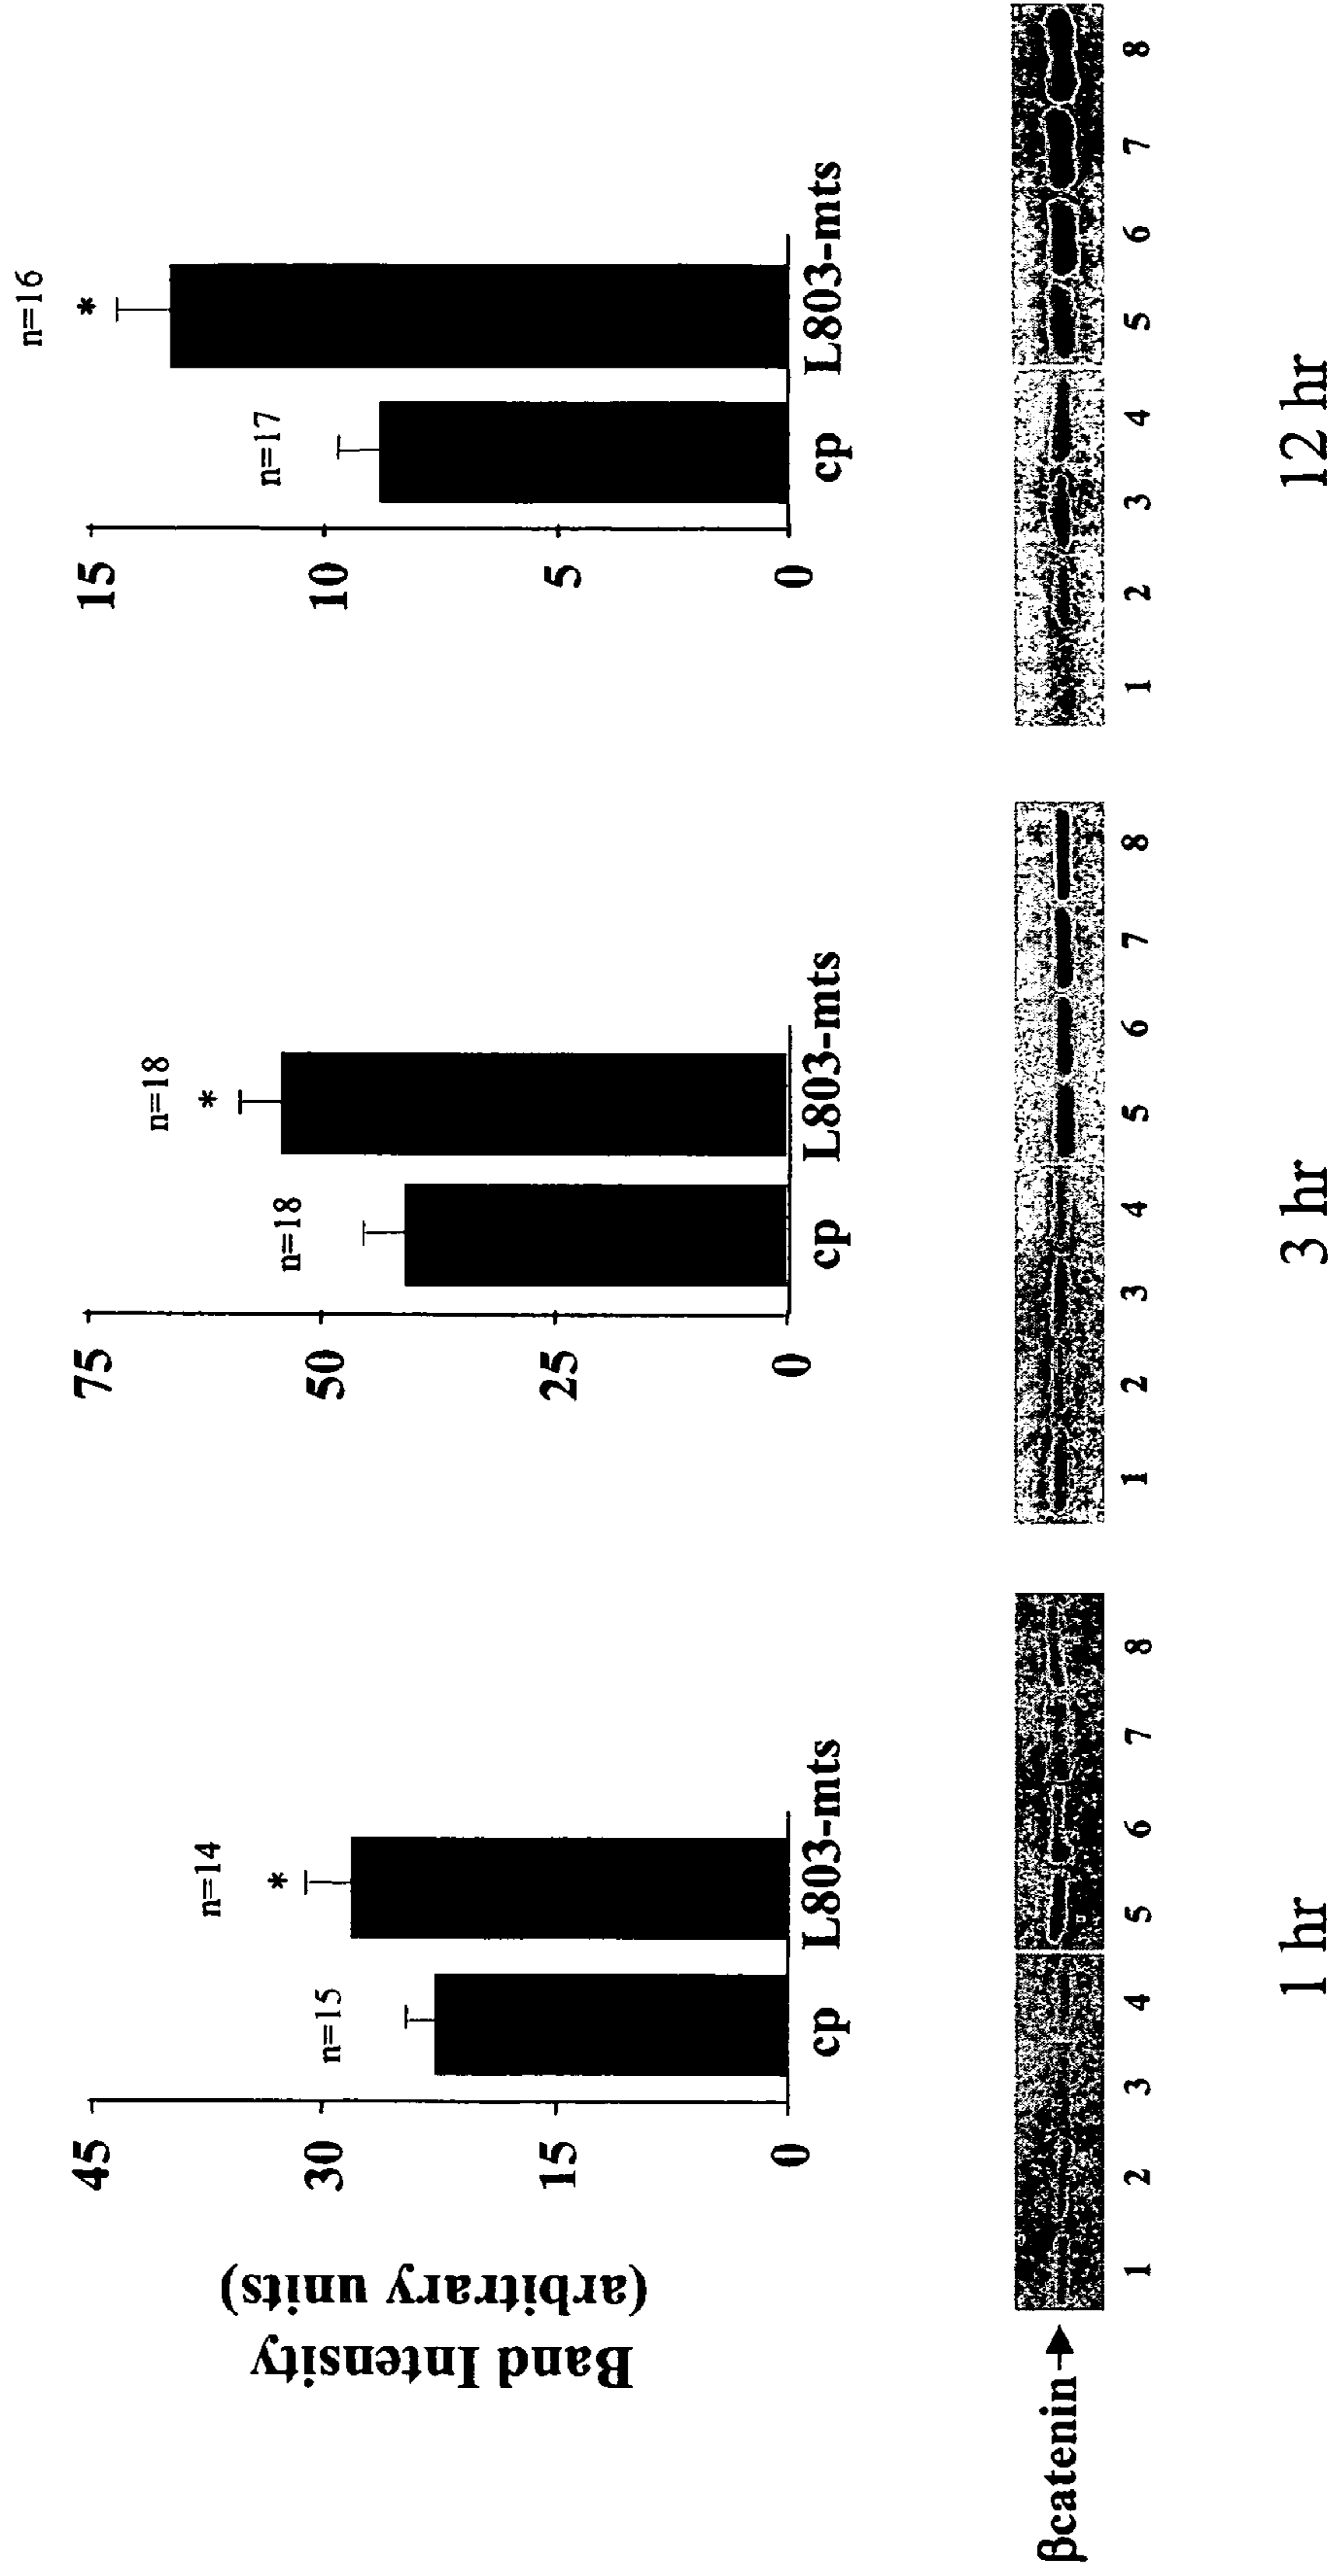 Band Intensity
(arbitrary units)
45
30
15
0
n=15
n=14
*
cp
L803-mts
75
50
25
0
n=18
n=18
*
cp
L803-mts
15
10
5
0
n=17
n=16
*
cp
L803-mts
βcatenin→
1 2 3 4 5 6 7 8
1 2 3 4 5 6 7 8
1 2 3 4 5 6 7 8
1 hr
3 hr
12 hr